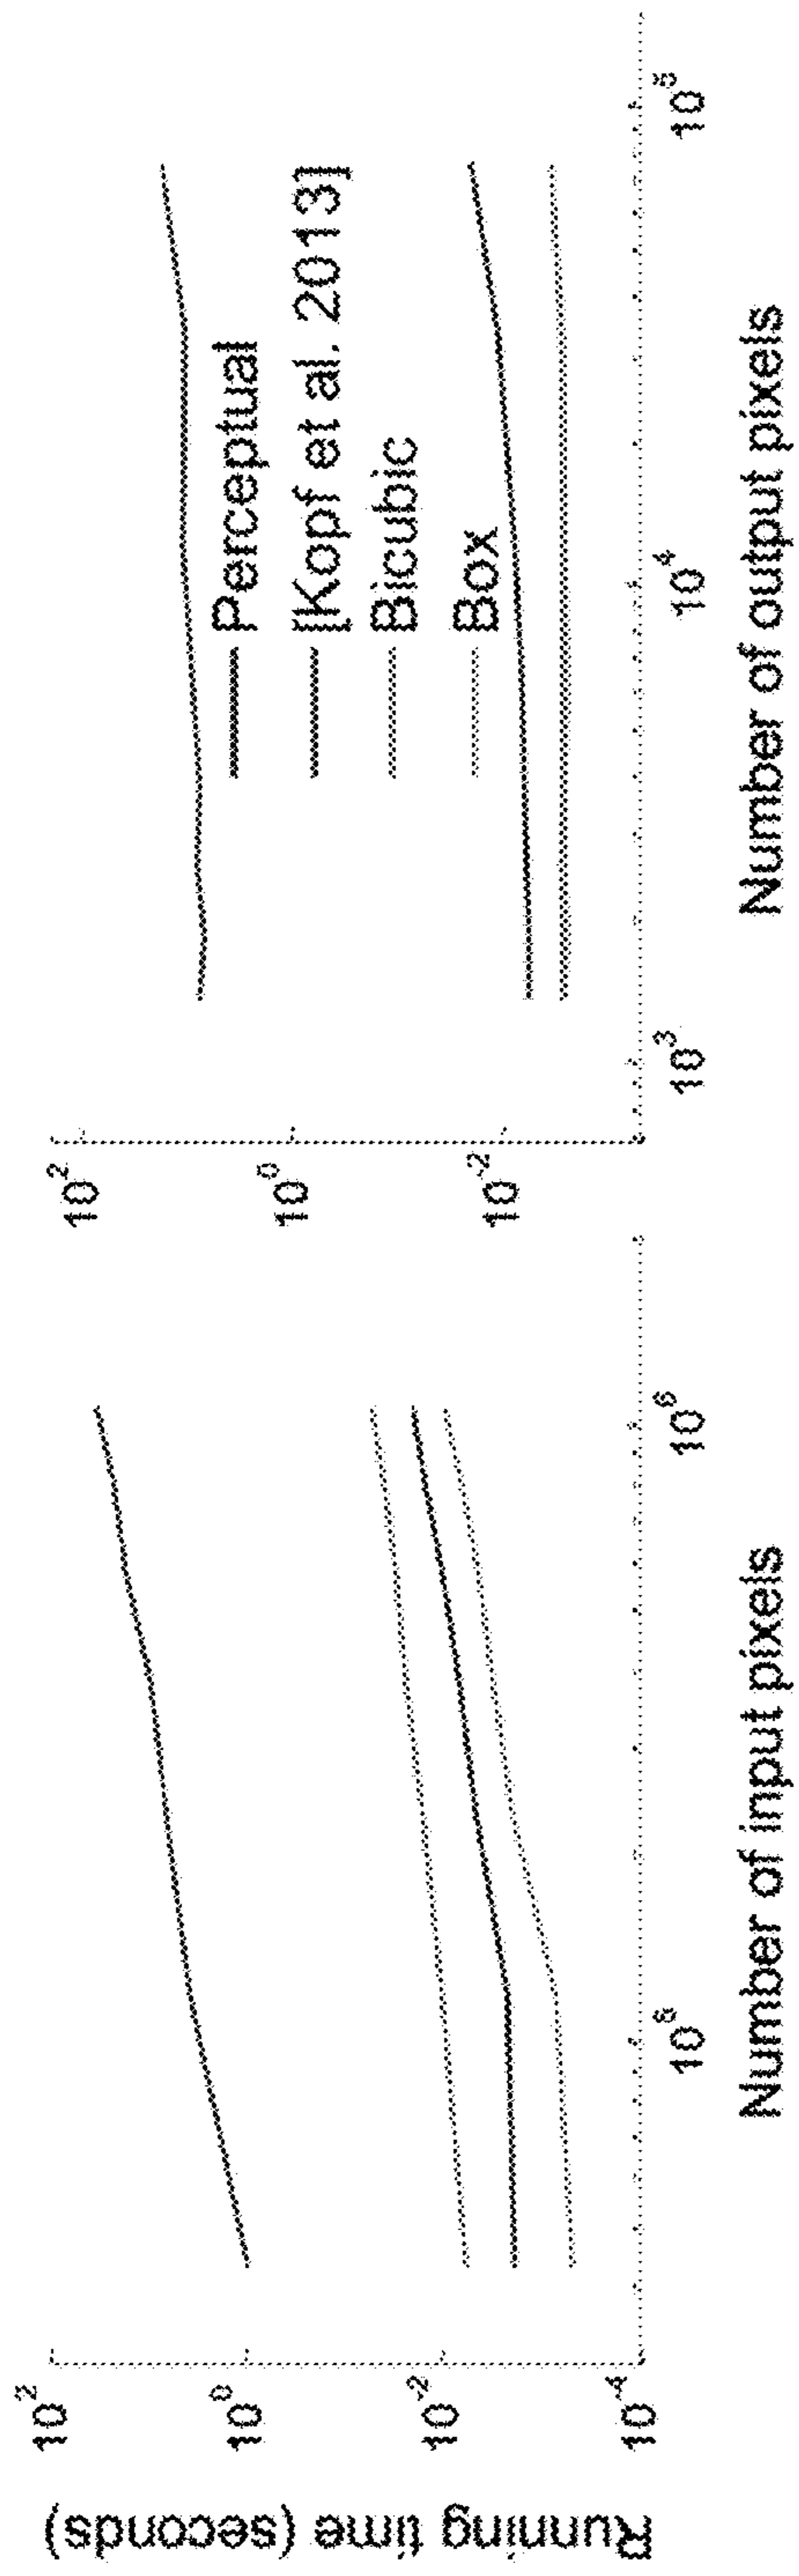 Running time (seconds)
10^2
10^0
10^-2
10^-4
10^5
10^6
Number of input pixels
10^2
10^0
10^-2
Perceptual
[Kopf et al. 2013]
Bicubic
Box
10^3
10^4
10^5
Number of output pixels